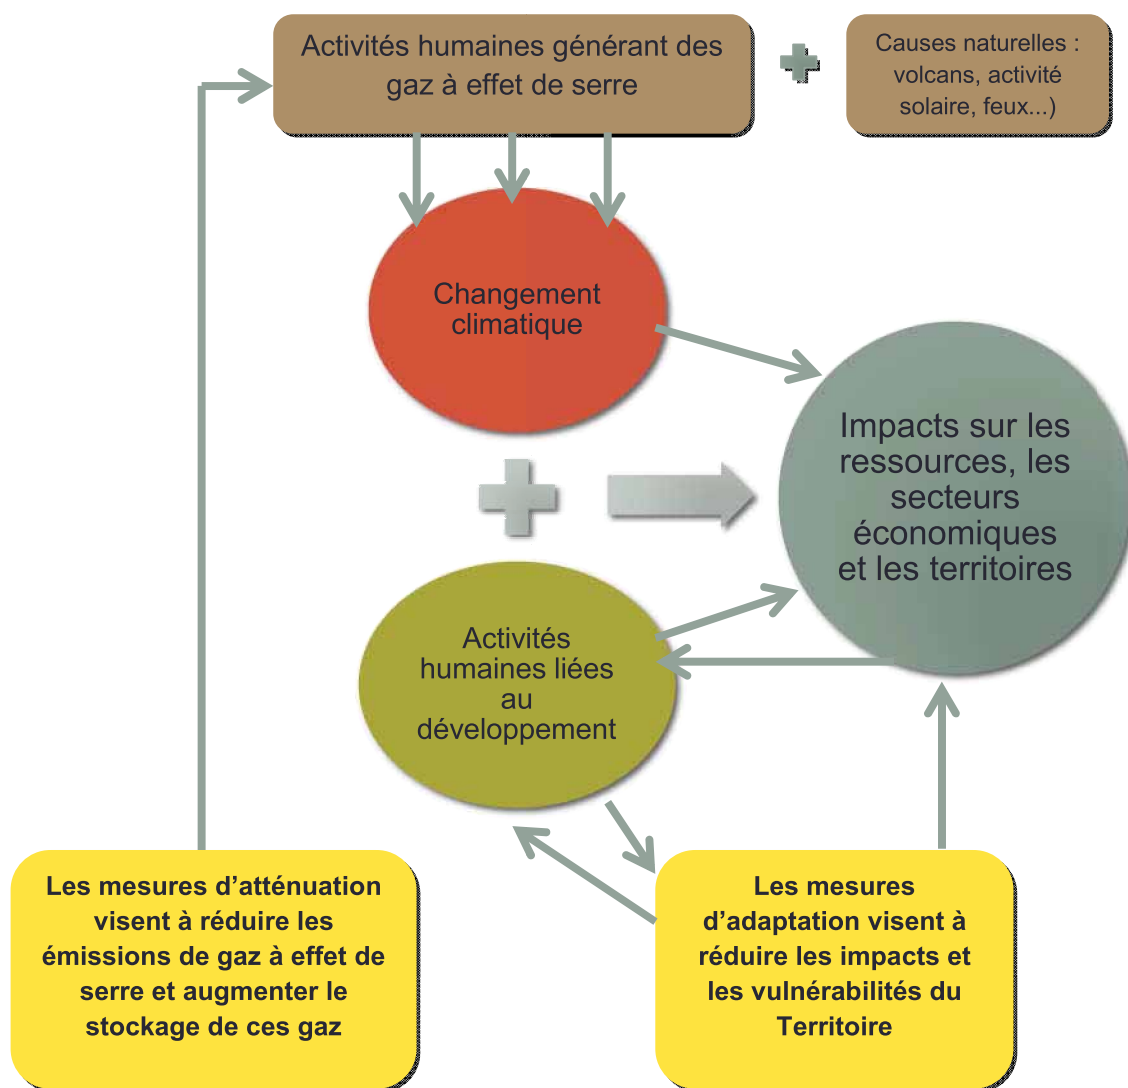 Activités humaines générant des
gaz à effet de serre
Causes naturelles :
volcans, activité
solaire, feux...)
Changement
climatique
Impacts sur les
ressources, les
secteurs
économiques
et les territoires
Activités
humaines liées
au
développement
Les mesures d’atténuation
visent à réduire les
émissions de gaz à effet de
serre et augmenter le
stockage de ces gaz
Les mesures
d’adaptation visent à
réduire les impacts et
les vulnérabilités du
Territoire